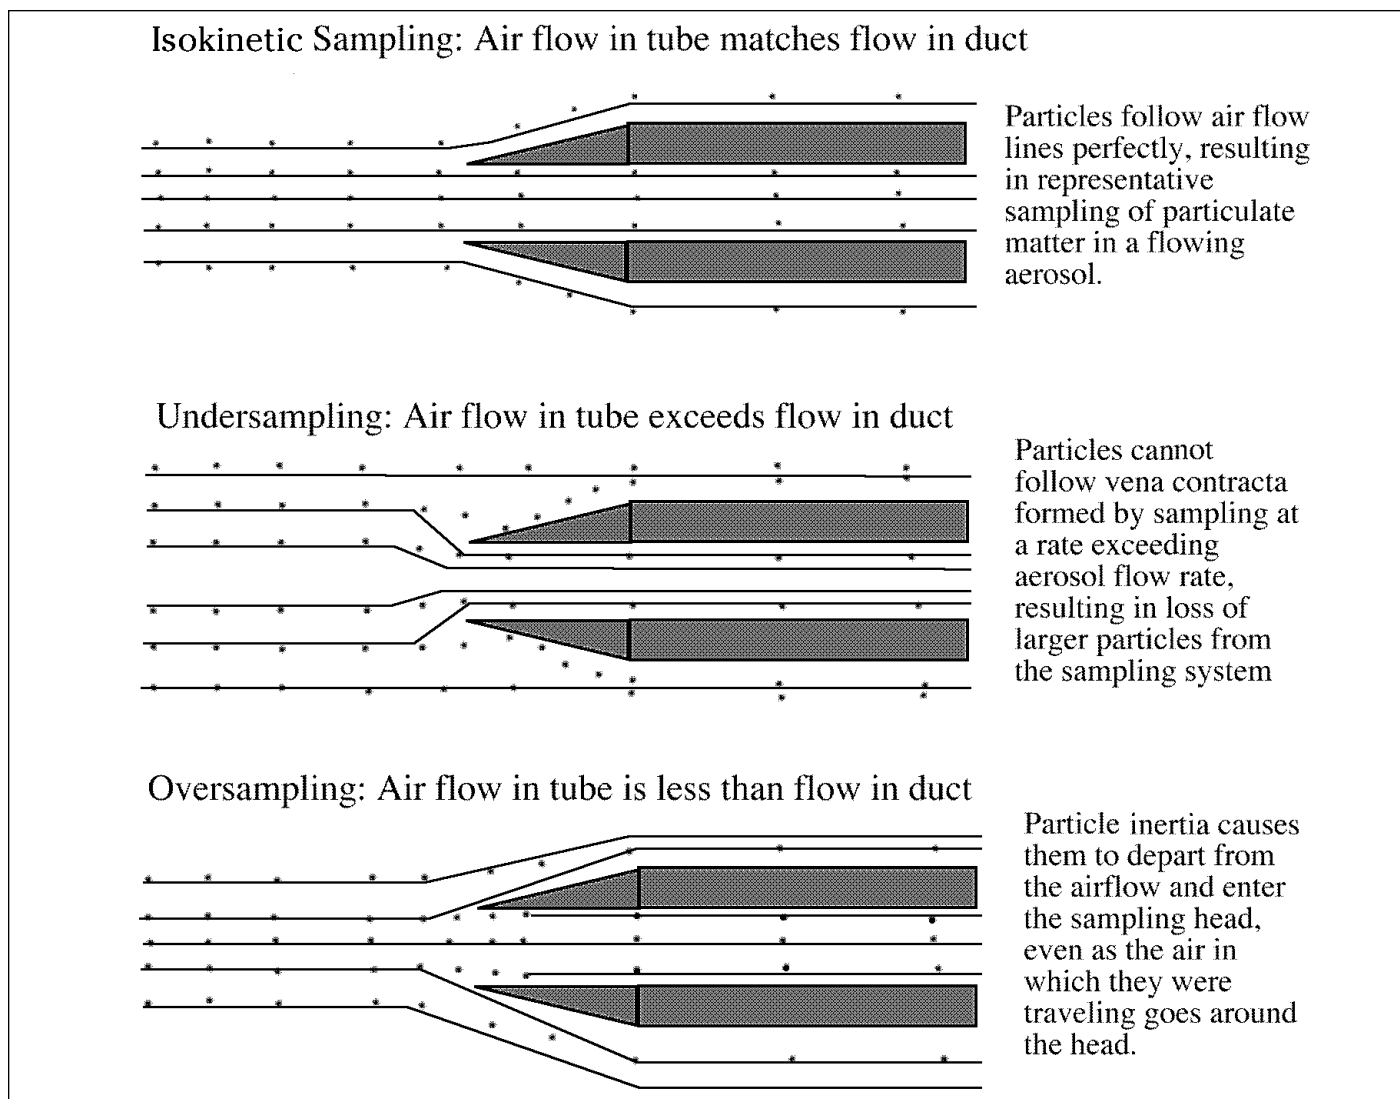 Isokinetic Sampling: Air flow in tube matches flow in duct
Particles follow air flow
lines perfectly, resulting
in representative
sampling of particulate
matter in a flowing
aerosol.
Undersampling: Air flow in tube exceeds flow in duct
Particles cannot
follow vena contracta
formed by sampling at
a rate exceeding
aerosol flow rate,
resulting in loss of
larger particles from
the sampling system
Oversampling: Air flow in tube is less than flow in duct
Particle inertia causes
them to depart from
the airflow and enter
the sampling head,
even as the air in
which they were
traveling goes around
the head.